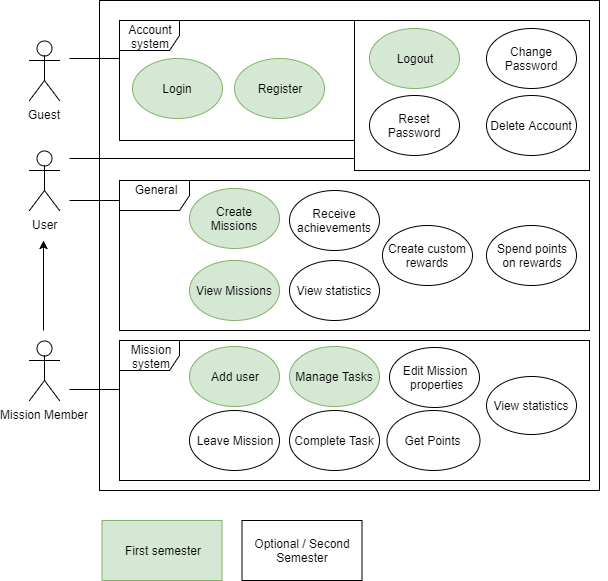 Account
system
Login
Register
Logout
Change
Password
Reset
Password
Delete Account
Guest
User
General
Create
Missions
Receive
achievements
Create custom
rewards
Spend points
on rewards
View Missions
View statistics
Mission
system
Add user
Manage Tasks
Edit Mission
properties
View statistics
Leave Mission
Complete Task
Get Points
Mission Member
First semester
Optional / Second
Semester